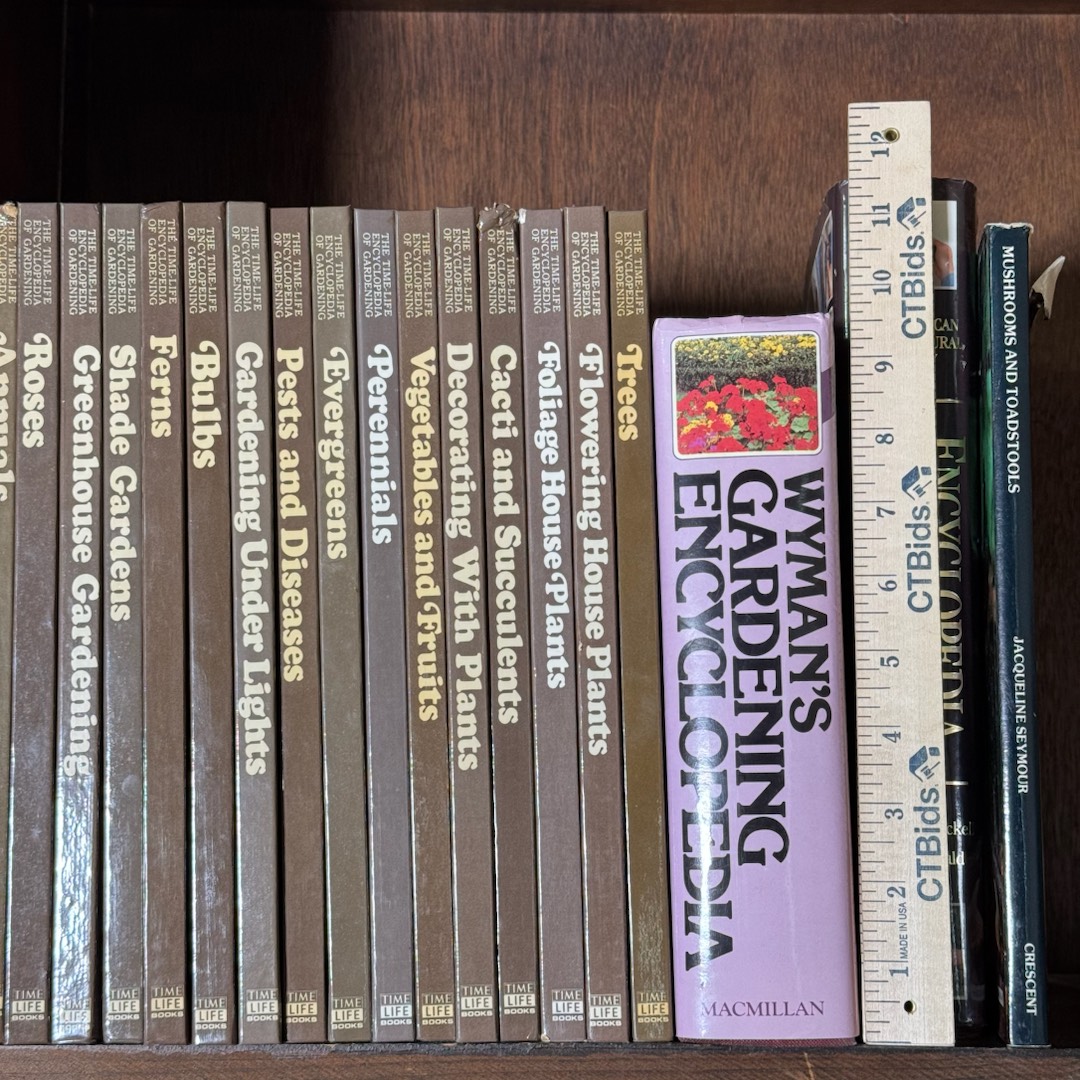 THE TIME-LIFE
ENCYCLOPEDIA
OF GARDENING
Annuals
THE TIME-LIFE
ENCYCLOPEDIA
OF GARDENING
Roses
TIME
LIFE
BOOKS
THE TIME-LIFE
ENCYCLOPEDIA
OF GARDENING
Greenhouse Gardening
TIME
LIFE
BOOKS
THE TIME-LIFE
ENCYCLOPEDIA
OF GARDENING
Shade Gardens
TIME
LIFE
BOOKS
THE TIME-LIFE
ENCYCLOPEDIA
OF GARDENING
Ferns
TIME
LIFE
BOOKS
THE TIME-LIFE
ENCYCLOPEDIA
OF GARDENING
Bulbs
TIME
LIFE
BOOKS
THE TIME-LIFE
ENCYCLOPEDIA
OF GARDENING
Gardening Under Lights
TIME
LIFE
BOOKS
THE TIME-LIFE
ENCYCLOPEDIA
OF GARDENING
Pests and Diseases
TIME
LIFE
BOOKS
THE TIME-LIFE
ENCYCLOPEDIA
OF GARDENING
Evergreens
TIME
LIFE
BOOKS
THE TIME-LIFE
ENCYCLOPEDIA
OF GARDENING
Perennials
TIME
LIFE
BOOKS
THE TIME-LIFE
ENCYCLOPEDIA
OF GARDENING
Vegetables and Fruits
TIME
LIFE
BOOKS
THE TIME-LIFE
ENCYCLOPEDIA
OF GARDENING
Decorating With Plants
TIME
LIFE
BOOKS
THE TIME-LIFE
ENCYCLOPEDIA
OF GARDENING
Cacti and Succulents
TIME
LIFE
BOOKS
THE TIME-LIFE
ENCYCLOPEDIA
OF GARDENING
Foliage House Plants
TIME
LIFE
BOOKS
THE TIME-LIFE
ENCYCLOPEDIA
OF GARDENING
Flowering House Plants
TIME
LIFE
BOOKS
THE TIME-LIFE
ENCYCLOPEDIA
OF GARDENING
Trees
TIME
LIFE
BOOKS
WYMAN'S
GARDENING
ENCYCLOPEDIA
MACMILLAN
12
11
10
9
8
7
6
5
4
3
2
1
MADE IN USA
CTBids.
CTBids.
CTBids.
ENCYCLOPEDIA
MUSHROOMS AND TOADSTOOLS
JACQUELINE SEYMOUR
CRESCENT